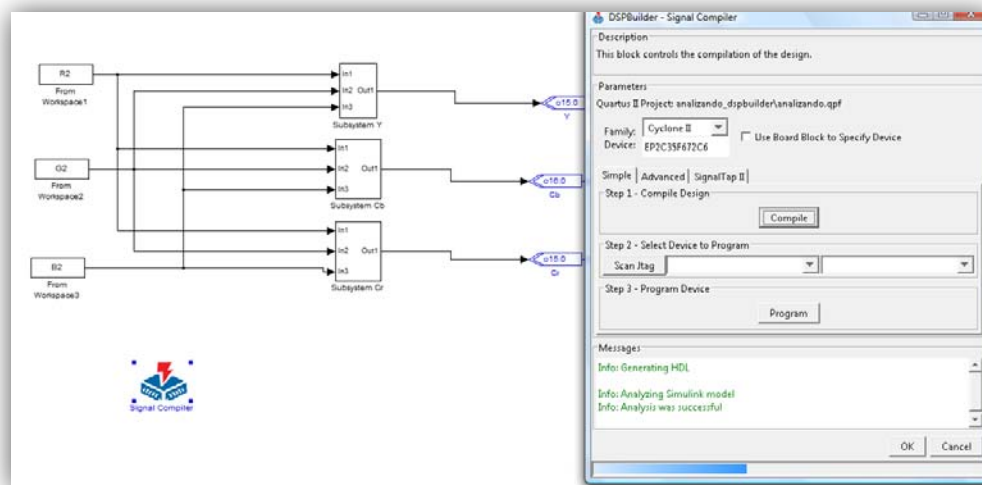 R2
From
Workspace1
G2
From
Workspace2
B2
From
Workspace3
In1
In2
In3
Out1
Subsystem Y
In1
In2
In3
Out1
Subsystem Cb
In1
In2
In3
Out1
Subsystem Cr
o15:0
Y
Cb
Cr
Signal Compiler
DSPBuilder - Signal Compiler
Description
This block controls the compilation of the design.
Parameters
Quartus II Project: analizando_dspbuilder\analizando.qpf
Family: Cyclone II
Use Board Block to Specify Device
Device: EP2C35F672C6
Simple Advanced SignalTap II
Step 1 - Compile Design
Compile
Step 2 - Select Device to Program
Scan Jtag
Step 3 - Program Device
Program
Messages
Info: Generating HDL
Info: Analyzing Simulink model
Info: Analysis was successful
OK Cancel